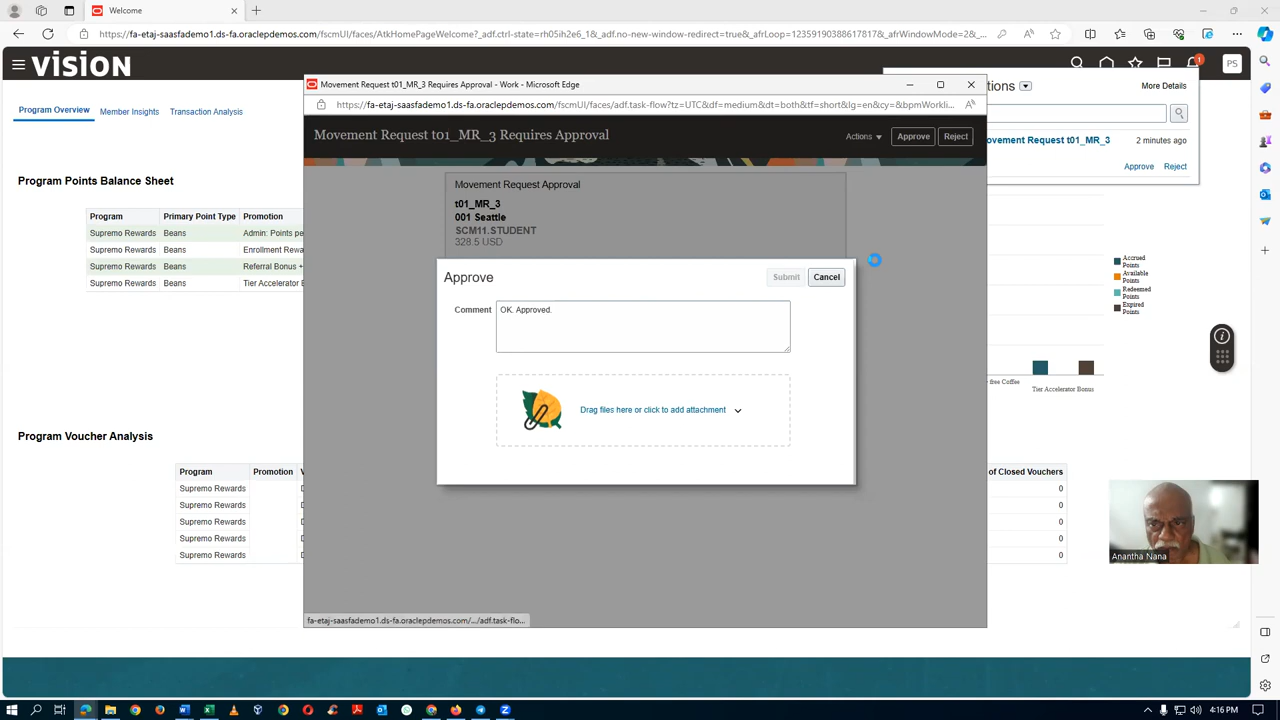 Welcome
https://fa-etaj-saasfademo1.ds-fa.oraclepdemos.com/fscmUI/faces/AtkHomePageWelcome?_adf.ctrl-state=rh05ihke6_1&_adf.no-new-window-redirect=true&_afrLoop=12359190388617817&_afrWindowMode=2&_...
VISION
1
PS
Movement Request t01_MR_3 Requires Approval - Work - Microsoft Edge
https://fa-etaj-saasfademo1.ds-fa.oraclepdemos.com/fscmUI/faces/adf.task-flow?tz=UTC&df=medium&dt=both&tf=short&lg=en&cy=&bpmWorkli...
tions
More Details
Program Overview
Member Insights
Transaction Analysis
Movement Request t01_MR_3 Requires Approval
Actions
Approve
Reject
ovement Request t01_MR_3
2 minutes ago
Approve
Reject
Program Points Balance Sheet
Program
Primary Point Type
Promotion
Supremo Rewards
Beans
Admin: Points pe
Supremo Rewards
Beans
Enrollment Rewa
Supremo Rewards
Beans
Referral Bonus +
Supremo Rewards
Beans
Tier Accelerator E
Movement Request Approval
t01_MR_3
001 Seattle
SCM11.STUDENT
328.5 USD
Approve
Submit
Cancel
Comment
OK. Approved.
Drag files here or click to add attachment
Accrued
Points
Available
Points
Redeemed
Points
Expired
Points
free Coffee
Tier Accelerator Bonus
Program Voucher Analysis
Program
Promotion
V
of Closed Vouchers
Supremo Rewards
0
Supremo Rewards
0
Supremo Rewards
0
Supremo Rewards
0
Supremo Rewards
0
Anantha Nana
fa-etaj-saasfademo1.ds-fa.oraclepdemos.com/.../adf.task-flo...
4:16 PM